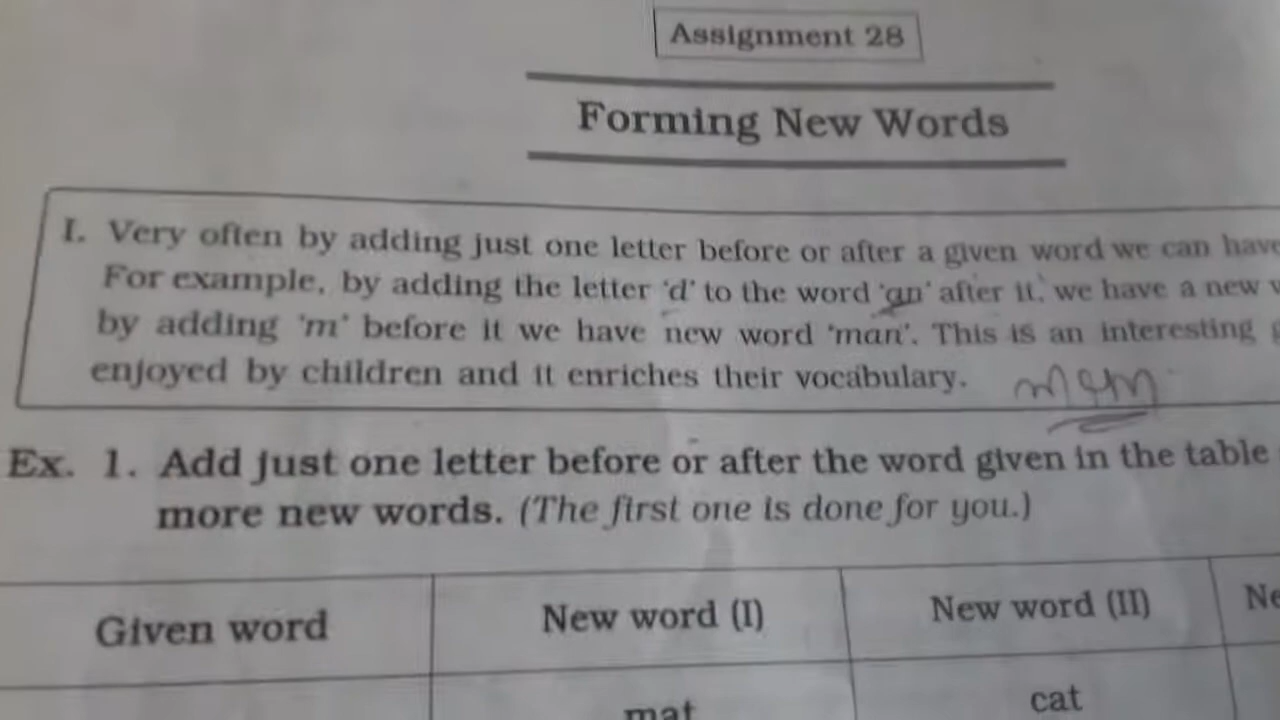 Assignment 28
Forming New Words
I. Very often by adding just one letter before or after a given word we can have
For example, by adding the letter 'd' to the word 'an' after it, we have a new
by adding 'm' before it we have new word 'man'. This is an interesting
enjoyed by children and it enriches their vocabulary.
Ex. 1. Add just one letter before or after the word given in the table
more new words. (The first one is done for you.)
Given word New word (I) New word (II) Ne
mat cat